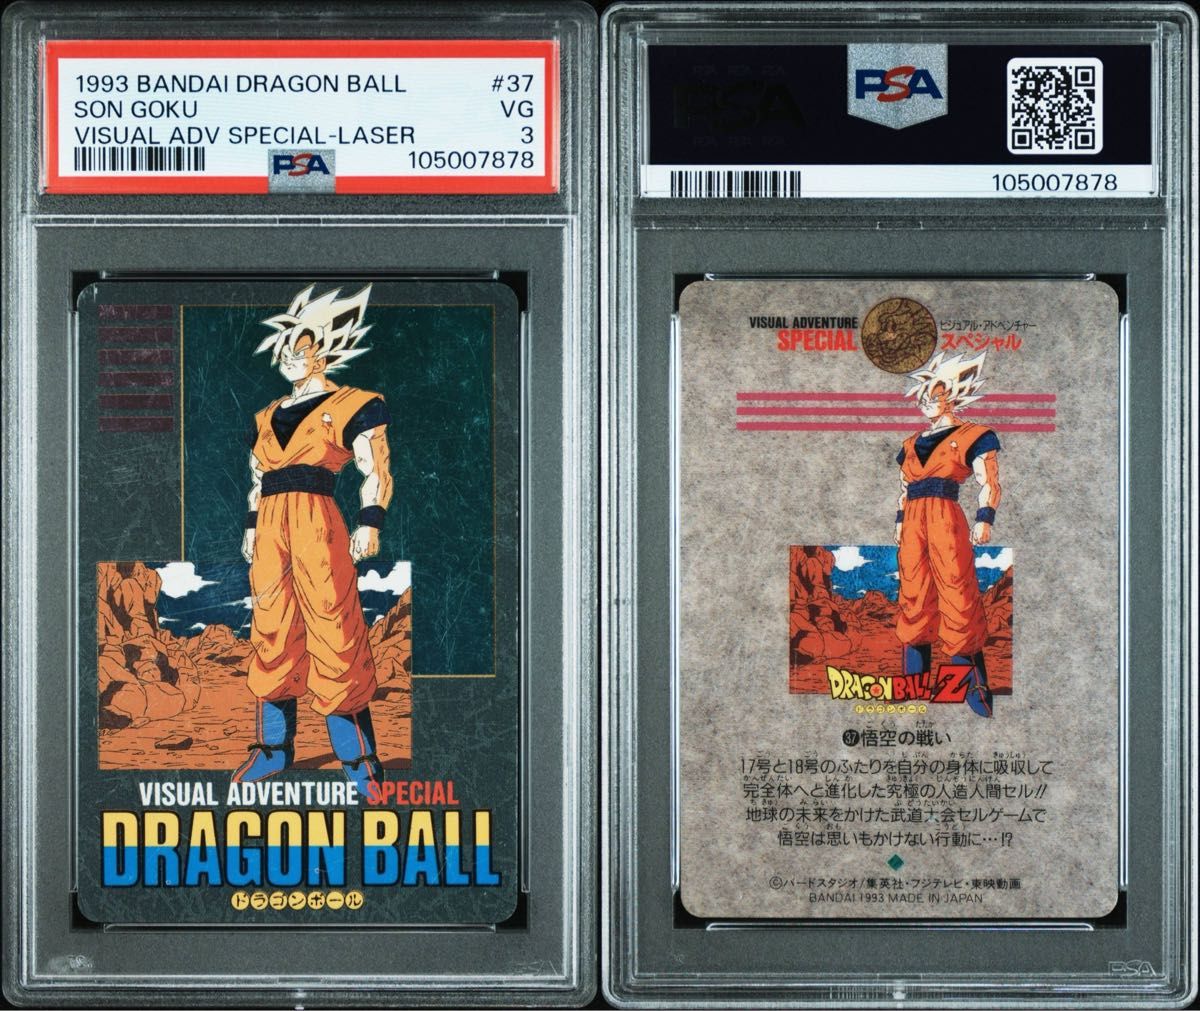 1993 BANDAI DRAGON BALL #37
SON GOKU VG
VISUAL ADV SPECIAL-LASER 3
PSA 105007878
VISUAL ADVENTURE SPECIAL
DRAGON BALL
ドラゴンボール
PSA
PSA
105007878
VISUAL ADVENTURE ビジュアル・アドベンチャー
SPECIAL スペシャル
DRAGON BALL Z
ドラゴンボール
37悟空の戦い
17号と18号のふたりを自分の身体に吸収して
完全体へと進化した究極の人造人間セル!!
地球の未来をかけた武道大会セルゲームで
悟空は思いもかけない行動に…!?
©バードスタジオ/集英社・フジテレビ・東映動画
BANDAI 1993 MADE IN JAPAN
PSA